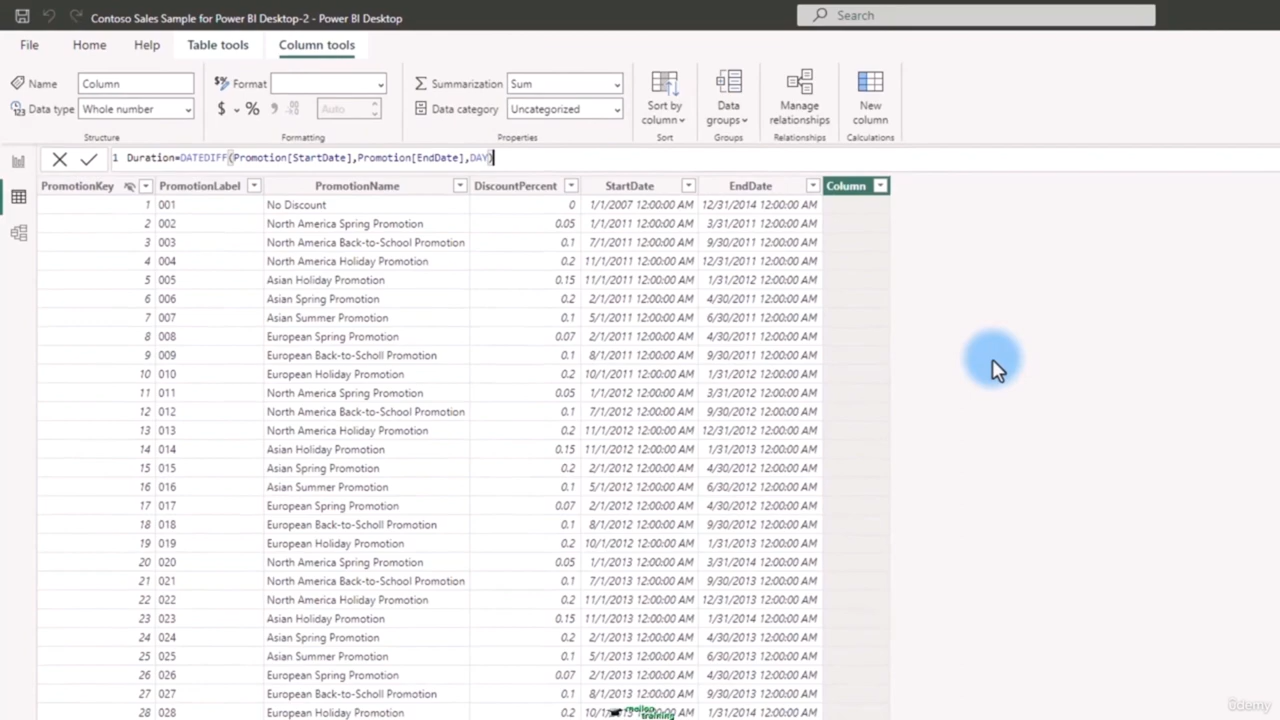 Contoso Sales Sample for Power BI Desktop-2 - Power BI Desktop
Search
File Home Help Table tools Column tools
Name Column Format Summarization Sum Sort by column Data groups Manage relationships New column
Data type Whole number $ % Auto Data category Uncategorized
Structure Formatting Properties Sort Groups Relationships Calculations
1 Duration=DATEDIFF(Promotion[StartDate],Promotion[EndDate],DAY)
PromotionKey PromotionLabel PromotionName DiscountPercent StartDate EndDate Column
1 001 No Discount 0 1/1/2007 12:00:00 AM 12/31/2014 12:00:00 AM
2 002 North America Spring Promotion 0.05 1/1/2011 12:00:00 AM 3/31/2011 12:00:00 AM
3 003 North America Back-to-School Promotion 0.1 7/1/2011 12:00:00 AM 9/30/2011 12:00:00 AM
4 004 North America Holiday Promotion 0.2 11/1/2011 12:00:00 AM 12/31/2011 12:00:00 AM
5 005 Asian Holiday Promotion 0.15 11/1/2011 12:00:00 AM 1/31/2012 12:00:00 AM
6 006 Asian Spring Promotion 0.2 2/1/2011 12:00:00 AM 4/30/2011 12:00:00 AM
7 007 Asian Summer Promotion 0.1 5/1/2011 12:00:00 AM 6/30/2011 12:00:00 AM
8 008 European Spring Promotion 0.07 2/1/2011 12:00:00 AM 4/30/2011 12:00:00 AM
9 009 European Back-to-Scholl Promotion 0.1 8/1/2011 12:00:00 AM 9/30/2011 12:00:00 AM
10 010 European Holiday Promotion 0.2 10/1/2011 12:00:00 AM 1/31/2012 12:00:00 AM
11 011 North America Spring Promotion 0.05 1/1/2012 12:00:00 AM 3/31/2012 12:00:00 AM
12 012 North America Back-to-School Promotion 0.1 7/1/2012 12:00:00 AM 9/30/2012 12:00:00 AM
13 013 North America Holiday Promotion 0.2 11/1/2012 12:00:00 AM 12/31/2012 12:00:00 AM
14 014 Asian Holiday Promotion 0.15 11/1/2012 12:00:00 AM 1/31/2013 12:00:00 AM
15 015 Asian Spring Promotion 0.2 2/1/2012 12:00:00 AM 4/30/2012 12:00:00 AM
16 016 Asian Summer Promotion 0.1 5/1/2012 12:00:00 AM 6/30/2012 12:00:00 AM
17 017 European Spring Promotion 0.07 2/1/2012 12:00:00 AM 4/30/2012 12:00:00 AM
18 018 European Back-to-Scholl Promotion 0.1 8/1/2012 12:00:00 AM 9/30/2012 12:00:00 AM
19 019 European Holiday Promotion 0.2 10/1/2012 12:00:00 AM 1/31/2013 12:00:00 AM
20 020 North America Spring Promotion 0.05 1/1/2013 12:00:00 AM 3/31/2013 12:00:00 AM
21 021 North America Back-to-School Promotion 0.1 7/1/2013 12:00:00 AM 9/30/2013 12:00:00 AM
22 022 North America Holiday Promotion 0.2 11/1/2013 12:00:00 AM 12/31/2013 12:00:00 AM
23 023 Asian Holiday Promotion 0.15 11/1/2013 12:00:00 AM 1/31/2014 12:00:00 AM
24 024 Asian Spring Promotion 0.2 2/1/2013 12:00:00 AM 4/30/2013 12:00:00 AM
25 025 Asian Summer Promotion 0.1 5/1/2013 12:00:00 AM 6/30/2013 12:00:00 AM
26 026 European Spring Promotion 0.07 2/1/2013 12:00:00 AM 4/30/2013 12:00:00 AM
27 027 European Back-to-Scholl Promotion 0.1 8/1/2013 12:00:00 AM 9/30/2013 12:00:00 AM
28 028 European Holiday Promotion 0.2 12:00:00 AM 1/31/2014 12:00:00 AM
training
ûdemy